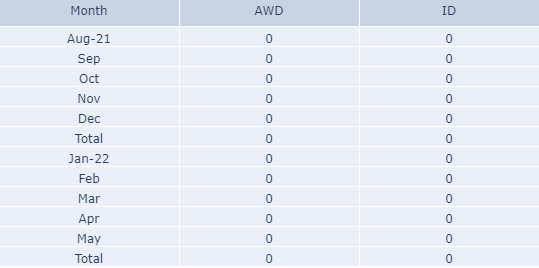 Month AWD ID
Aug-21 0 0
Sep 0 0
Oct 0 0
Nov 0 0
Dec 0 0
Total 0 0
Jan-22 0 0
Feb 0 0
Mar 0 0
Apr 0 0
May 0 0
Total 0 0